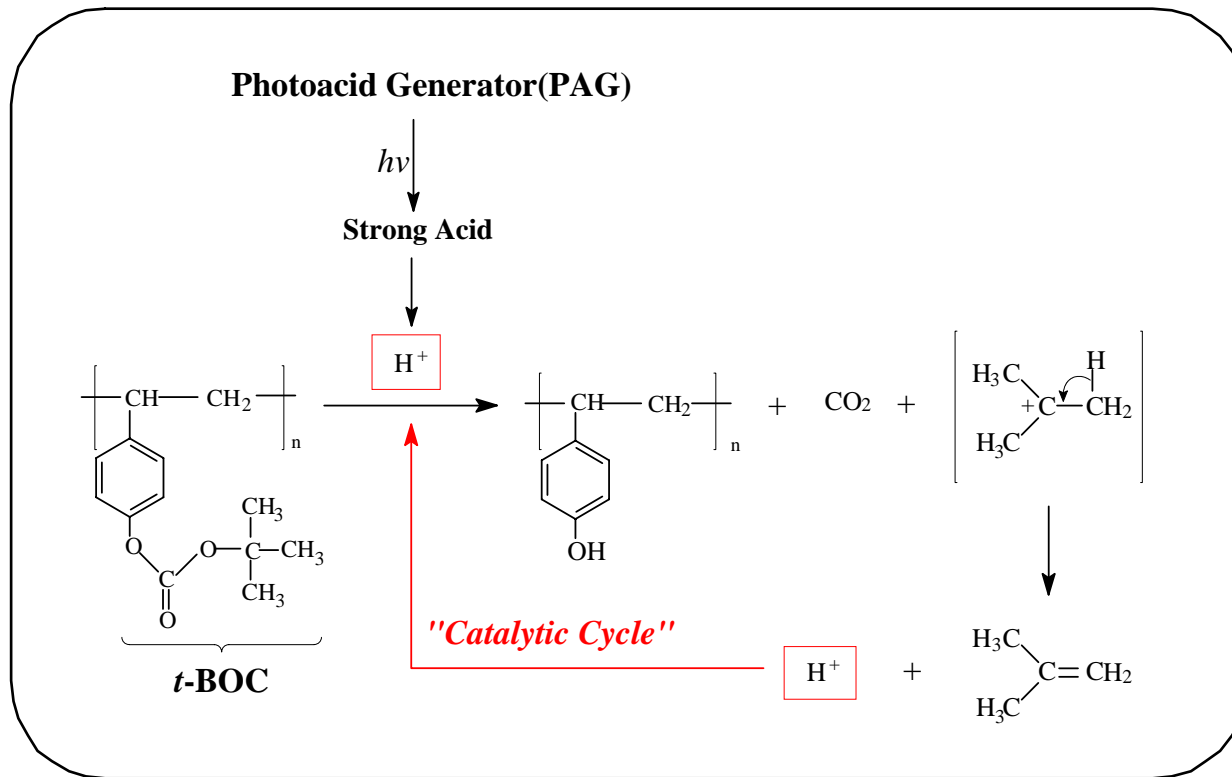 Photoacid Generator(PAG)
hν
Strong Acid
H+
CH
CH2
n
O
O
C
O
C
CH3
CH3
CH3
t-BOC
CH
CH2
n
OH
+
CO2
+
H
H3C
+C
CH2
H3C
"Catalytic Cycle"
H+
+
H3C
C=CH2
H3C